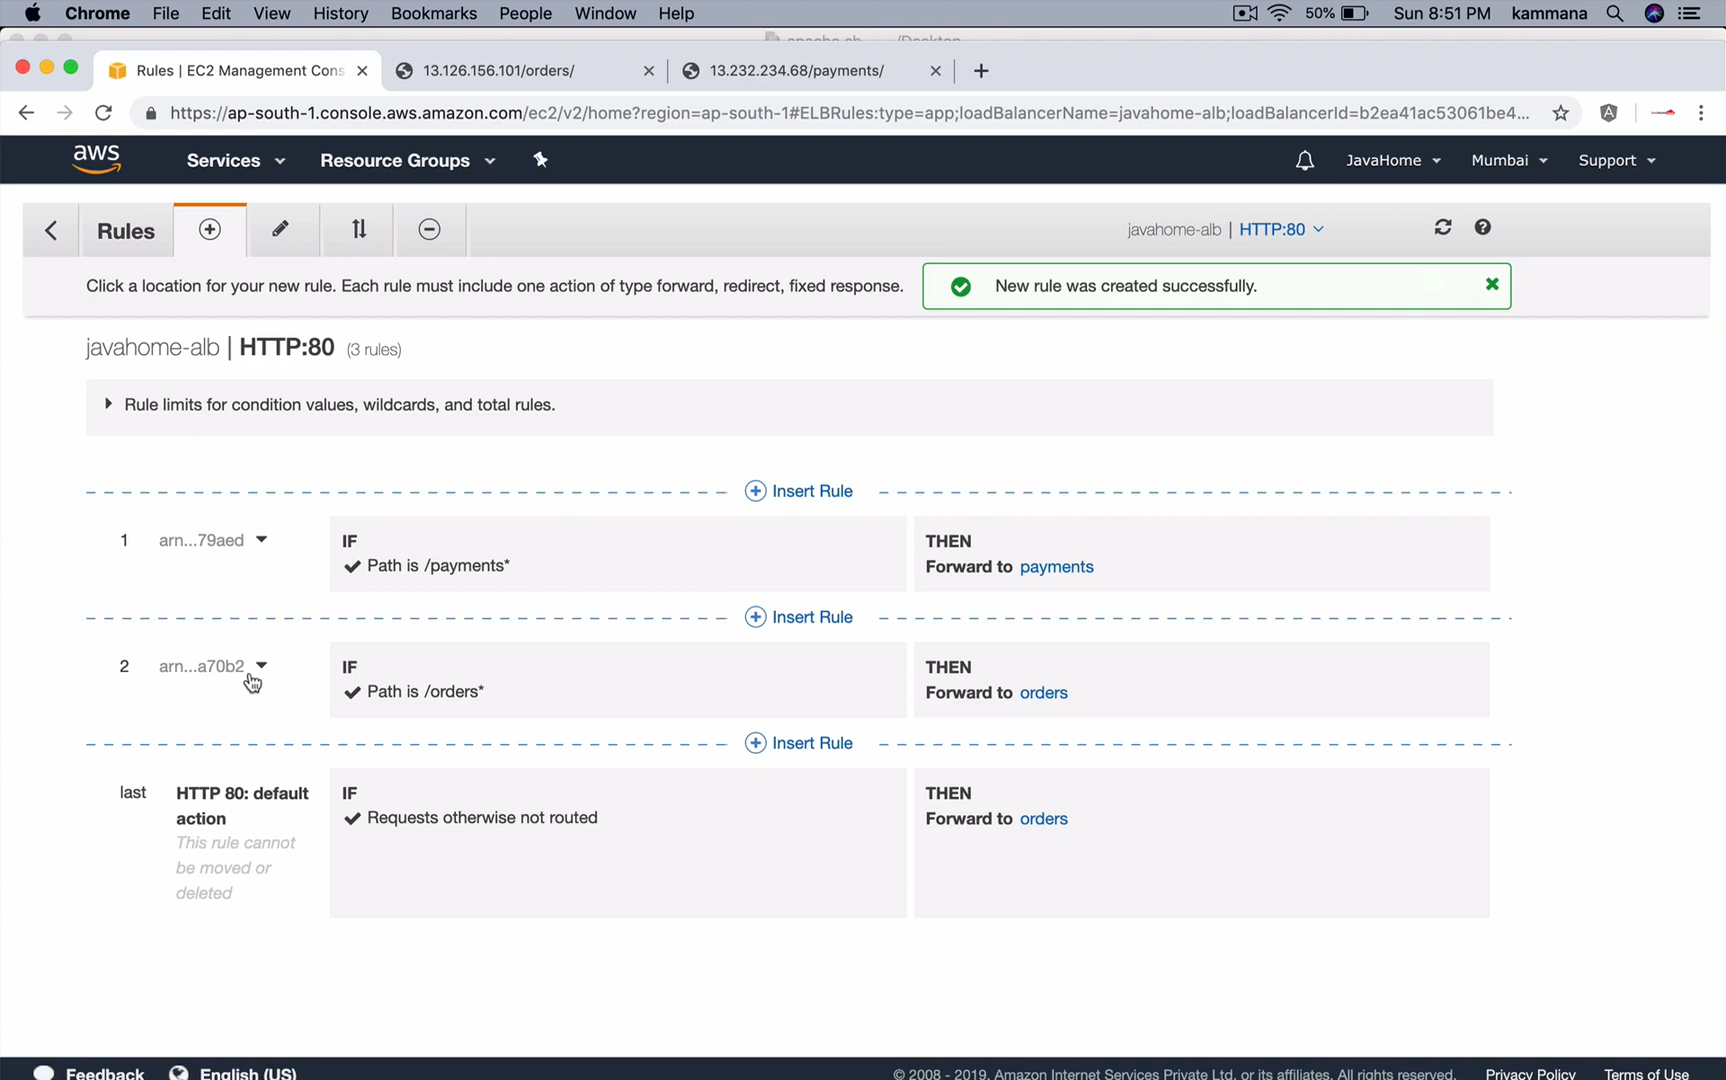 Chrome File Edit View History Bookmarks People Window Help 50% Sun 8:51 PM kammana
Rules | EC2 Management Cons 13.126.156.101/orders/ 13.232.234.68/payments/
https://ap-south-1.console.aws.amazon.com/ec2/v2/home?region=ap-south-1#ELBRules:type=app;loadBalancerName=javahome-alb;loadBalancerId=b2ea41ac53061be4...
aws Services Resource Groups JavaHome Mumbai Support
Rules javahome-alb | HTTP:80
Click a location for your new rule. Each rule must include one action of type forward, redirect, fixed response. New rule was created successfully.
javahome-alb | HTTP:80 (3 rules)
Rule limits for condition values, wildcards, and total rules.
Insert Rule
1 arn...79aed IF THEN
Path is /payments* Forward to payments
Insert Rule
2 arn...a70b2 IF THEN
Path is /orders* Forward to orders
Insert Rule
last HTTP 80: default IF THEN
action Requests otherwise not routed Forward to orders
This rule cannot
be moved or
deleted
Feedback English (US) © 2008 - 2019, Amazon Internet Services Private Ltd. or its affiliates. All rights reserved. Privacy Policy Terms of Use